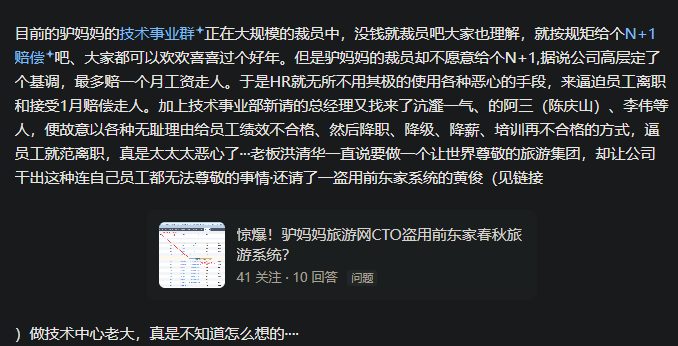 目前的驴妈妈的技术事业群正在大规模的裁员中，没钱就裁员吧大家也理解，就按规矩给个N+1
赔偿吧、大家都可以欢欢喜喜过个好年。但是驴妈妈的裁员却不愿意给个N+1,据说公司高层定了
个基调，最多赔一个月工资走人。于是HR就无所不用其极的使用各种恶心的手段，来逼迫员工离职
和接受1月赔偿走人。加上技术事业部新请的总经理又找来了沆瀣一气、的阿三（陈庆山）、李伟等
人，便故意以各种无耻理由给员工绩效不合格、然后降职、降级、降薪、培训再不合格的方式，逼
员工就范离职，真是太太太恶心了···老板洪清华一直说要做一个让世界尊敬的旅游集团，却让公司
干出这种连自己员工都无法尊敬的事情·还请了一盗用前东家系统的黄俊（见链接
惊爆！驴妈妈旅游网CTO盗用前东家春秋旅
游系统？
41 关注 · 10 回答 问题
）做技术中心老大，真是不知道怎么想的····